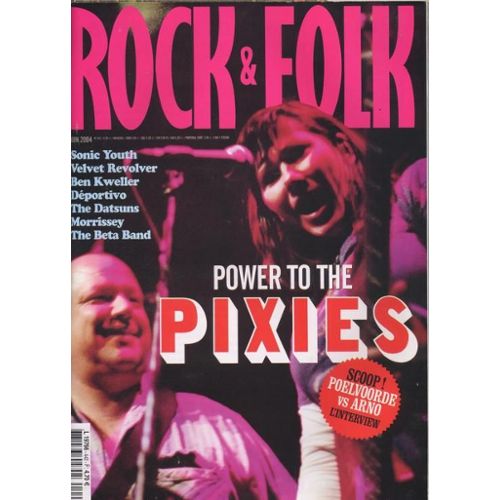 ROCK & FOLK
JUIN 2004
Sonic Youth
Velvet Revolver
Ben Kweller
Déportivo
The Datsuns
Morrissey
The Beta Band
POWER TO THE
PIXIES
SCOOP !
POELVOORDE
VS ARNO
L'INTERVIEW